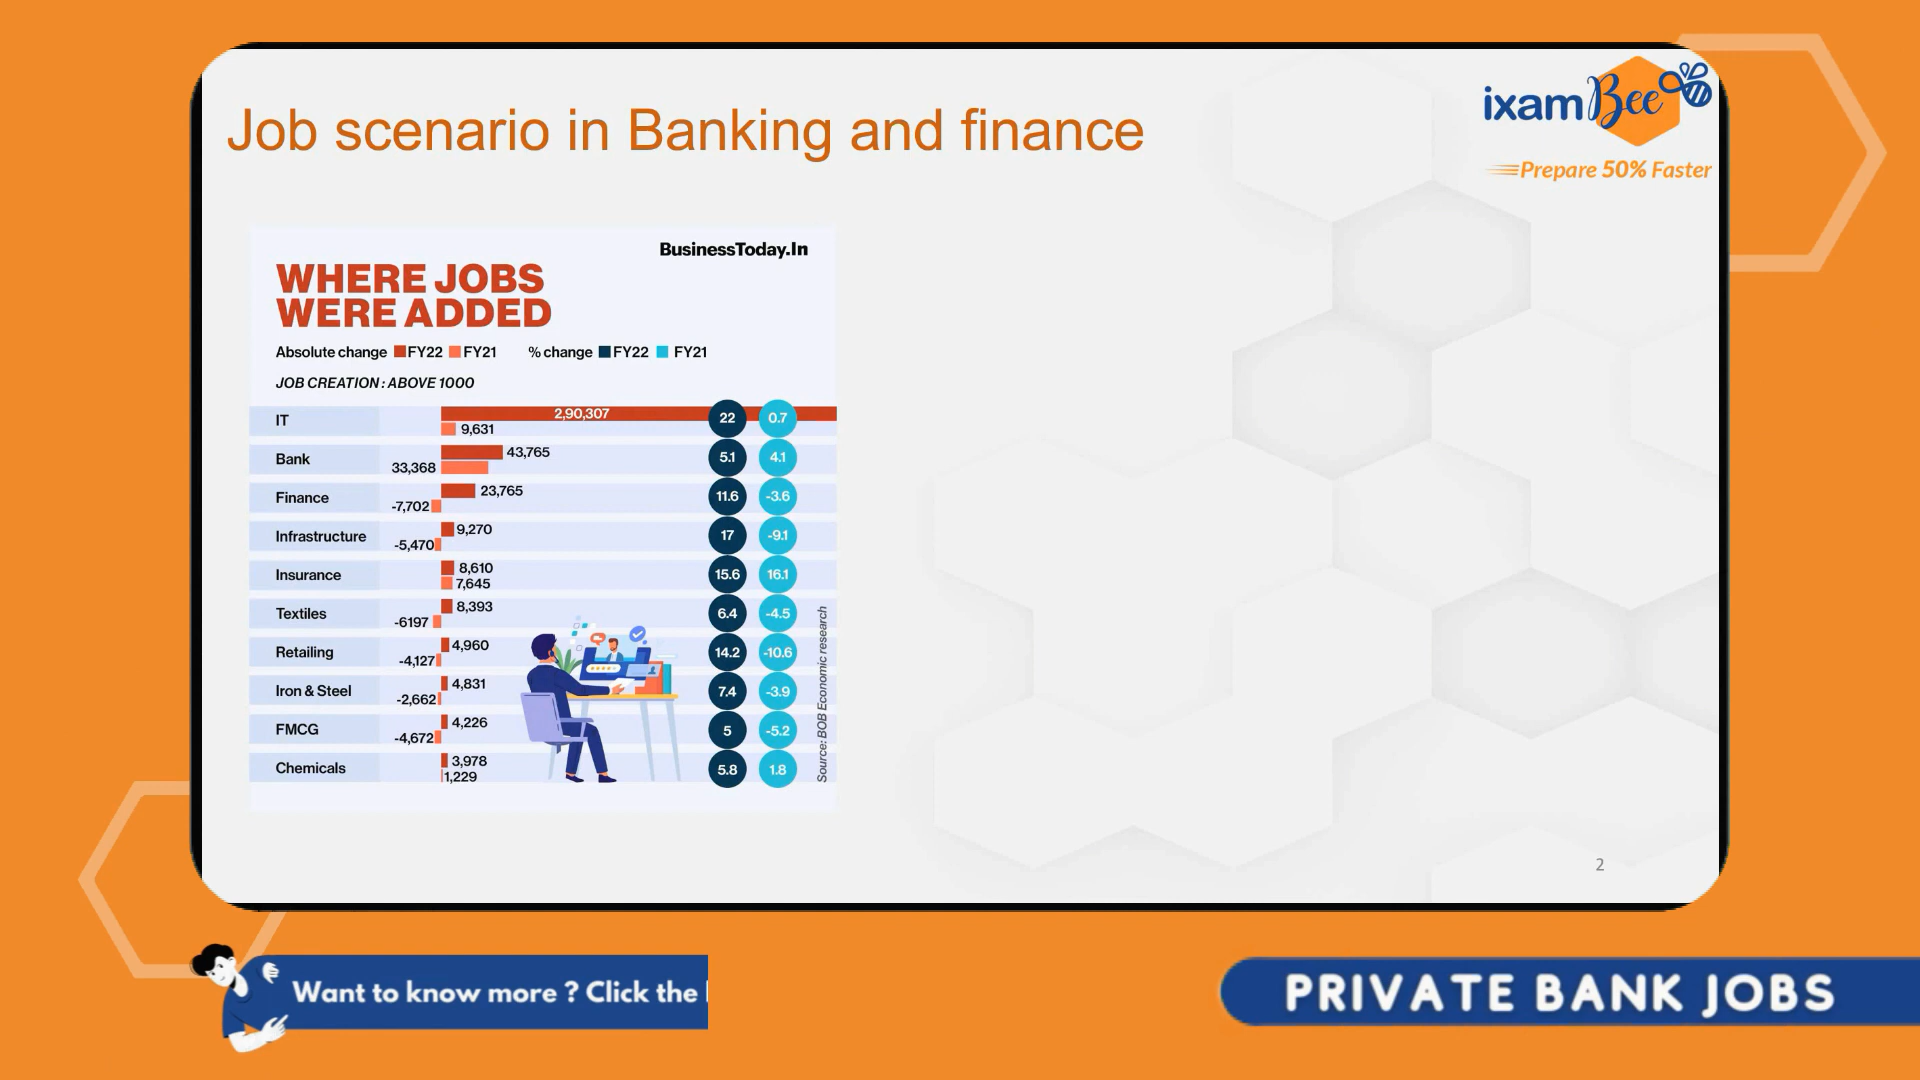 Job scenario in Banking and finance
ixamBee
Prepare 50% Faster
BusinessToday.In
WHERE JOBS
WERE ADDED
Absolute change FY22 FY21 % change FY22 FY21
JOB CREATION : ABOVE 1000
IT 2,90,307 22 0.7
9,631
Bank 43,765 5.1 4.1
33,368
Finance 23,765 11.6 -3.6
-7,702
Infrastructure 9,270 17 -9.1
-5,470
Insurance 8,610 15.6 16.1
7,645
Textiles 8,393 6.4 -4.5
-6197
Retailing 4,960 14.2 -10.6
-4,127
Iron & Steel 4,831 7.4 -3.9
-2,662
FMCG 4,226 5 -5.2
-4,672
Chemicals 3,978 5.8 1.8
1,229
Source: BOB Economic research
2
Want to know more ? Click the
PRIVATE BANK JOBS